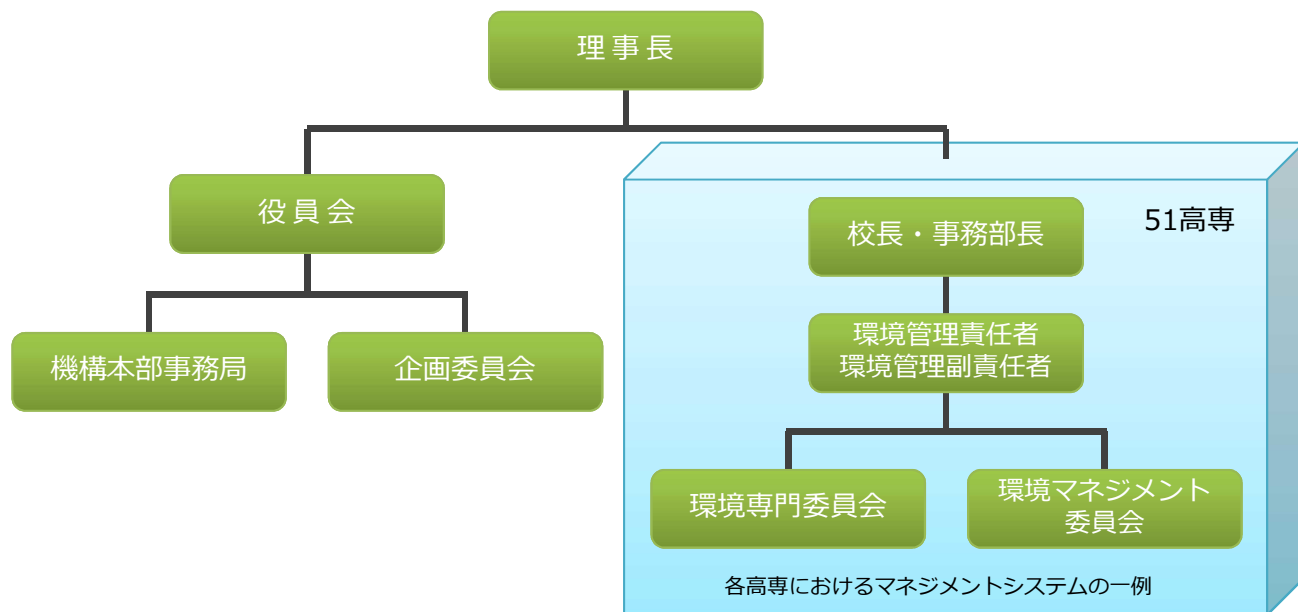 理事長
役員会
機構本部事務局
企画委員会
51高専
校長・事務部長
環境管理責任者
環境管理副責任者
環境専門委員会
環境マネジメント
委員会
各高専におけるマネジメントシステムの一例